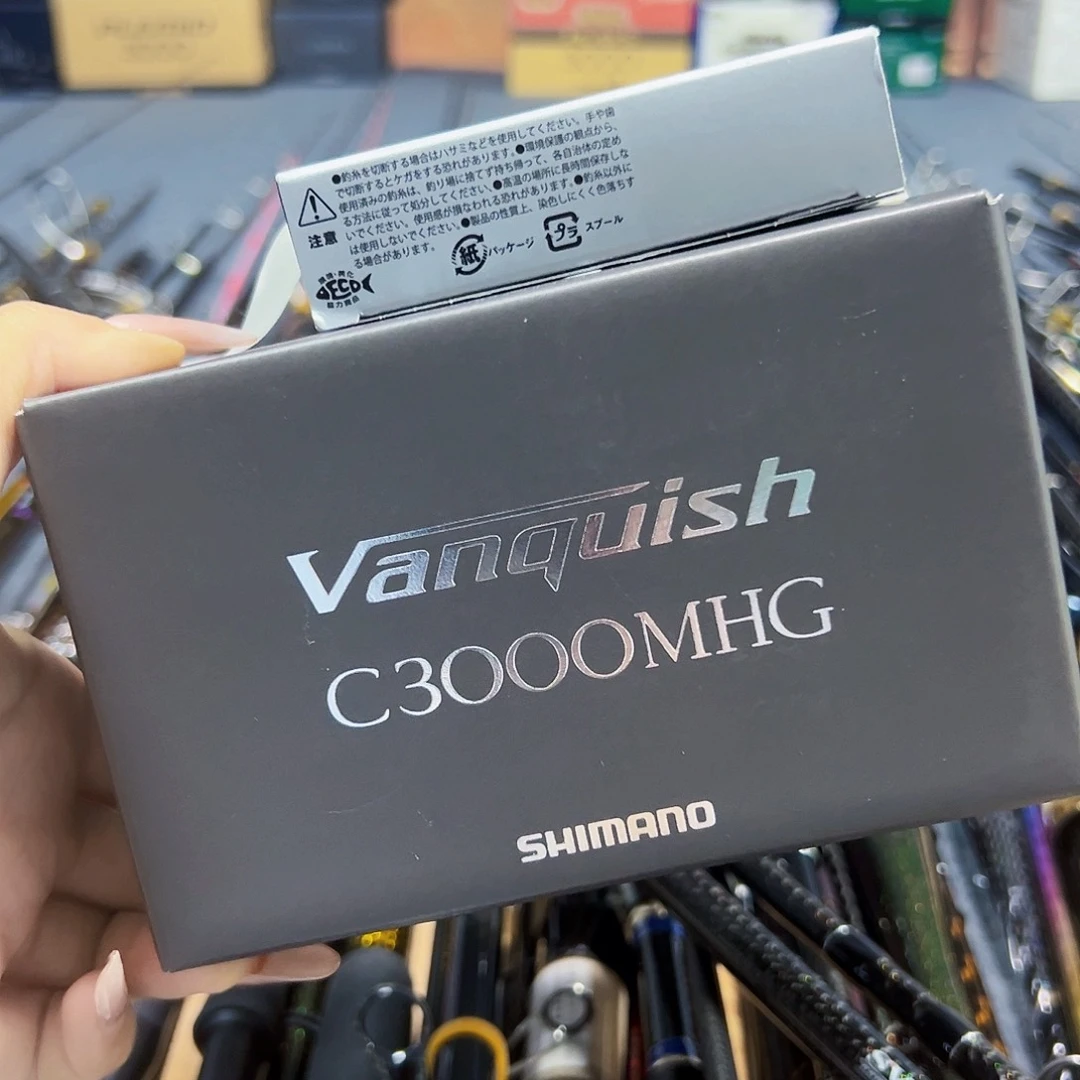 ●釣糸を切断する場合はハサミなどを使用してください。手や歯
で切断するとケガをする恐れがあります。●環境保護の観点から、
使用済みの釣糸は、釣り場に捨てず持ち帰って、各自治体の定め
る方法に従って処分してください。●高温の場所に長時間保存しな
いでください。使用感が損なわれる恐れがあります。●釣糸以外に
は使用しないでください。●製品の性質上、染色しにくく色落ちす
る場合があります。
注意
紙 パッケージ
プラ スプール
ECO
Vanquish
C3000MHG
SHIMANO